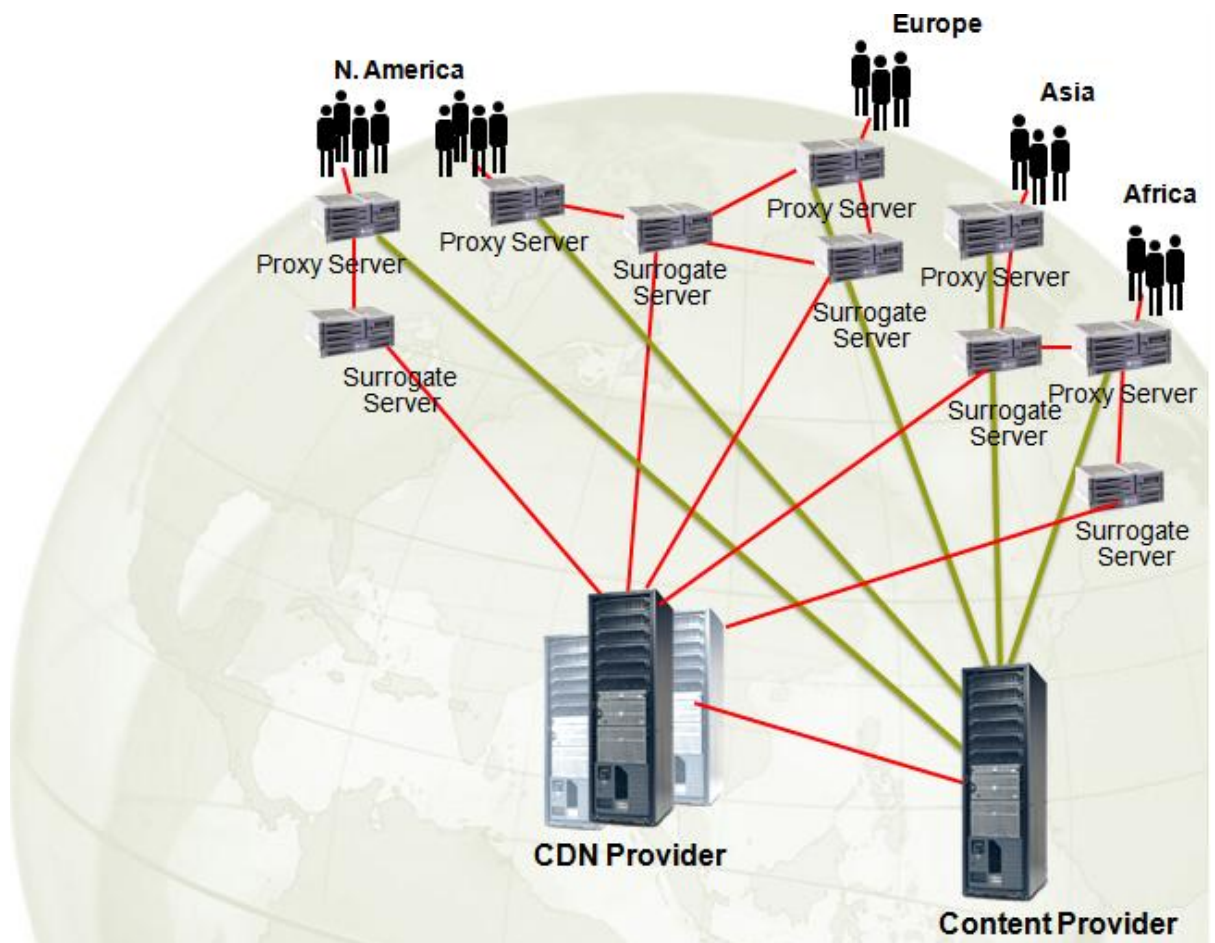 Europe
N. America
Asia
Africa
Proxy Server
Proxy Server
Proxy Server
Proxy Server
Surrogate
Server
Surrogate
Server
Surrogate
Server
Surrogate
Server
Proxy Server
Surrogate
Server
CDN Provider
Content Provider